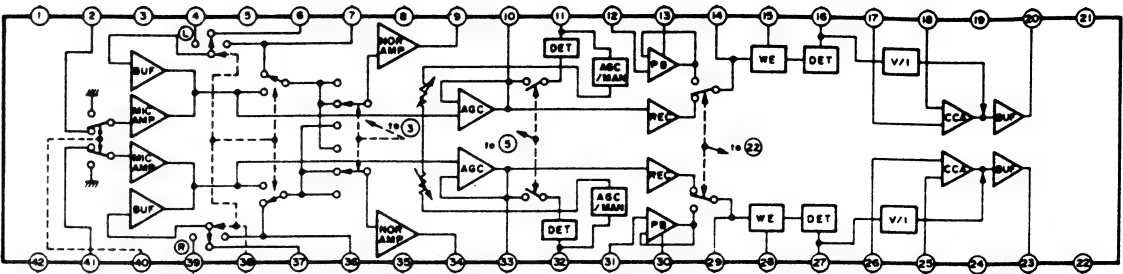 1 2 3 4 5 6 7 8 9 10 11 12 13 14 15 16 17 18 19 20 21
L
NOR AMP
DET
AGC /MAN
PB
BUF
WE
DET
V/I
MIC AMP
AGC
REC
CCA
BUF
to 3
to 5
to 22
MIC AMP
AGC
REC
CCA
BUF
BUF
AGC /MAN
PB
WE
DET
V/I
R
NOR AMP
DET
42 41 40 39 38 37 36 35 34 33 32 31 30 29 28 27 26 25 24 23 22